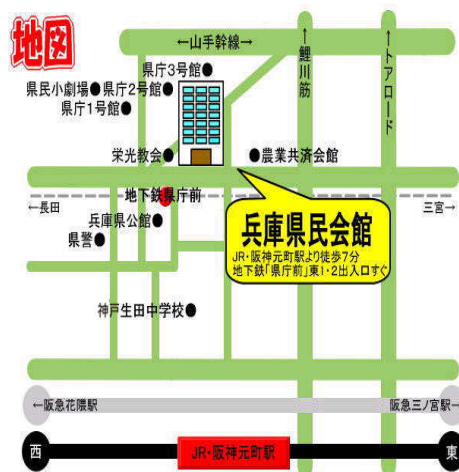 地図
←山手幹線→
↑鯉川筋
↑トアロード
県庁3号館●
県民小劇場●
県庁2号館●
県庁1号館●
栄光教会●
●農業共済会館
地下鉄県庁前
←長田
三宮→
兵庫県公館●
県警●
兵庫県民会館
JR・阪神元町駅より徒歩7分
地下鉄「県庁前」東1・2出入口すぐ
神戸生田中学校●
←阪急花隈駅
阪急三ノ宮駅→
西
JR・阪神元町駅
東